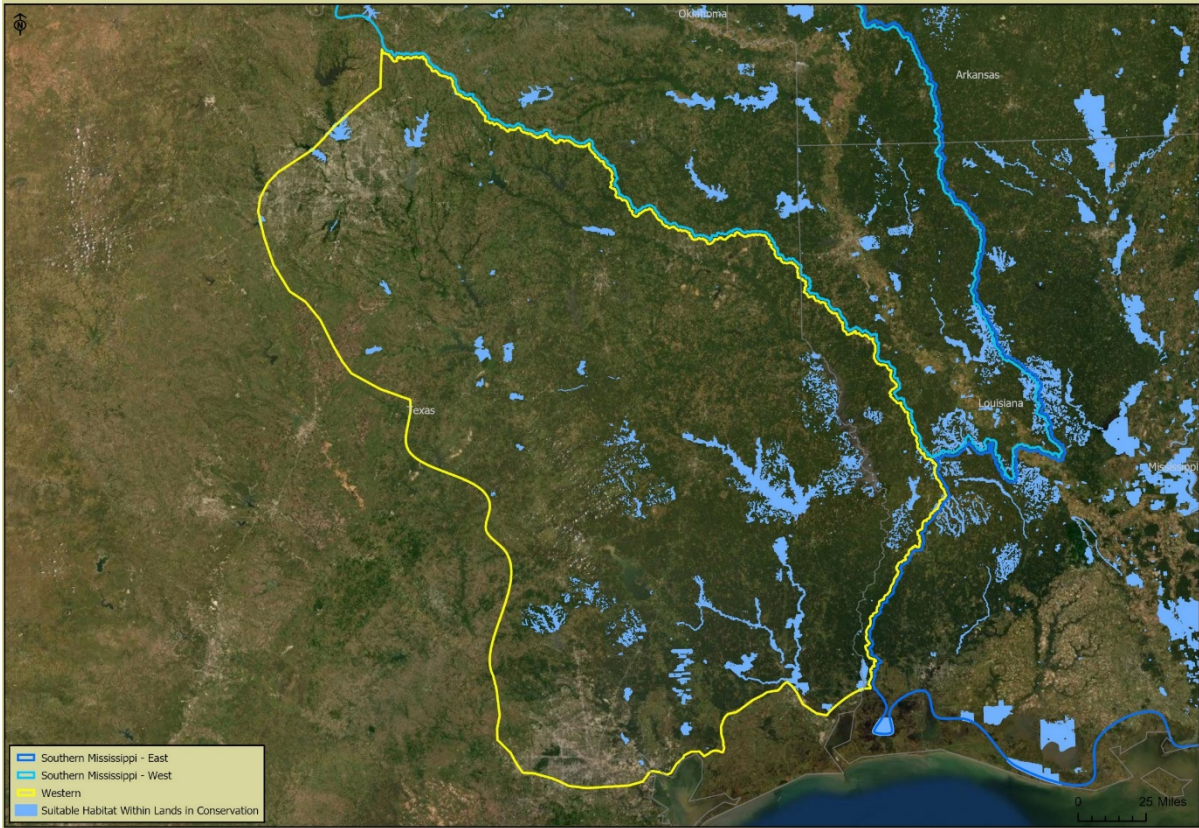 N
Oklahoma
Arkansas
Texas
Louisiana
Mississippi
Southern Mississippi - East
Southern Mississippi - West
Western
Suitable Habitat Within Lands in Conservation
0 25 Miles